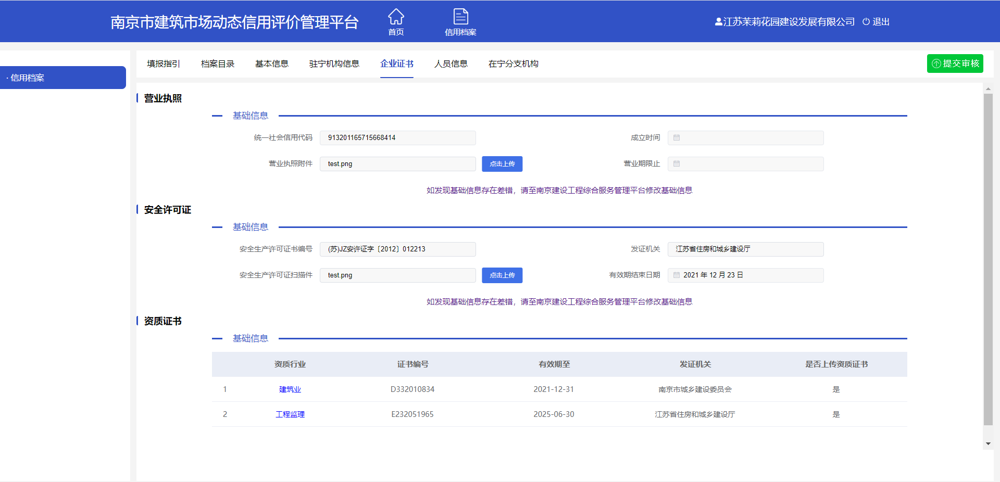 南京市建筑市场动态信用评价管理平台
首页
信用档案
江苏茉莉花园建设发展有限公司 退出
· 信用档案
填报指引 档案目录 基本信息 驻宁机构信息 企业证书 人员信息 在宁分支机构 提交审核
营业执照
基础信息
统一社会信用代码 913201165715668414 成立时间
营业执照附件 test.png 点击上传 营业期限止
如发现基础信息存在差错，请至南京建设工程综合服务管理平台修改基础信息
安全许可证
基础信息
安全生产许可证书编号 (苏)JZ安许证字〔2012〕012213 发证机关 江苏省住房和城乡建设厅
安全生产许可证扫描件 test.png 点击上传 有效期结束日期 2021 年 12 月 23 日
如发现基础信息存在差错，请至南京建设工程综合服务管理平台修改基础信息
资质证书
基础信息
资质行业 证书编号 有效期至 发证机关 是否上传资质证书
1 建筑业 D332010834 2021-12-31 南京市城乡建设委员会 是
2 工程监理 E232051965 2025-06-30 江苏省住房和城乡建设厅 是